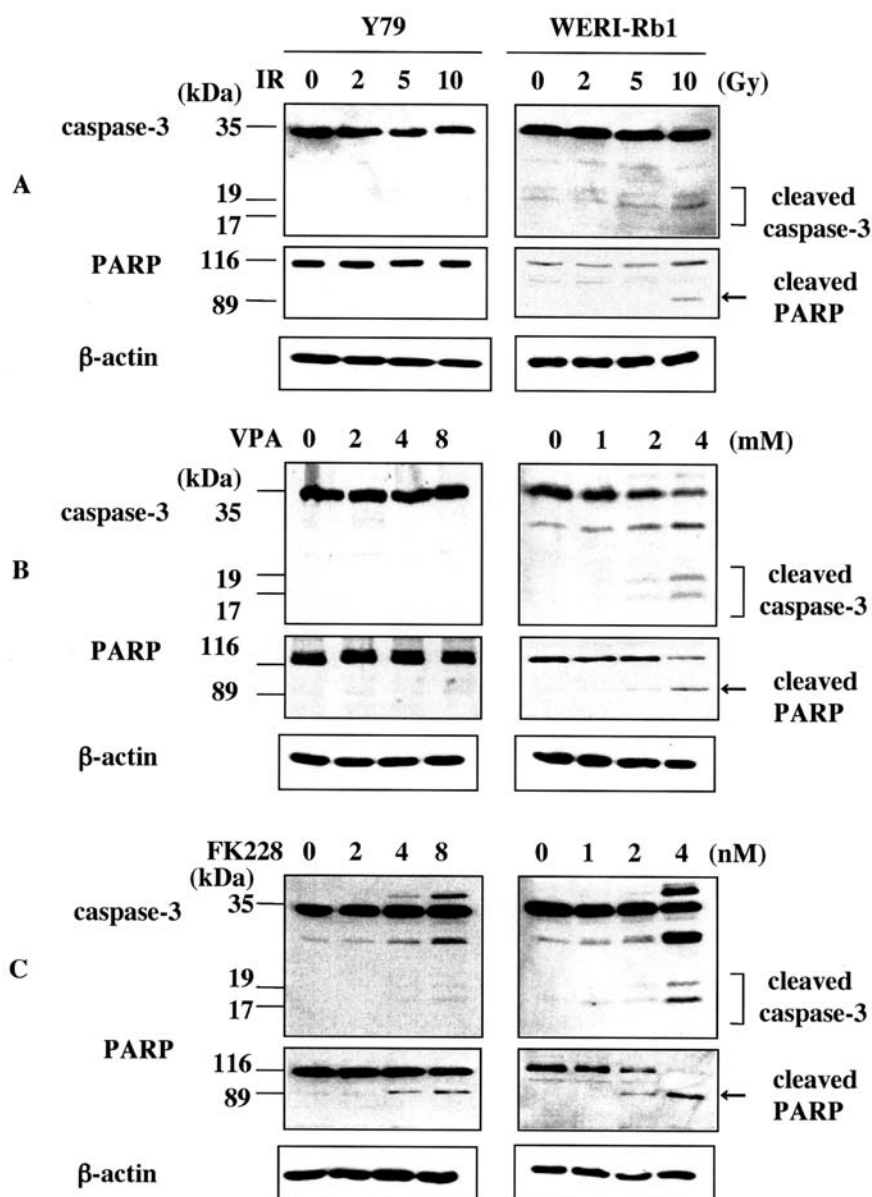 Y79 WERI-Rb1
IR 0 2 5 10 0 2 5 10 (Gy)
(kDa)
caspase-3 35
A
19 cleaved
17 caspase-3
PARP 116
cleaved
89 PARP
β-actin
VPA 0 2 4 8 0 1 2 4 (mM)
(kDa)
caspase-3 35
B
19 cleaved
17 caspase-3
PARP 116
89 cleaved
PARP
β-actin
FK228 0 2 4 8 0 1 2 4 (nM)
(kDa)
caspase-3 35
C
19 cleaved
17 caspase-3
PARP
116
89 cleaved
PARP
β-actin